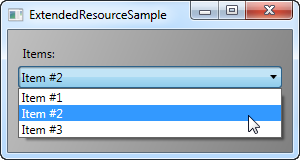 ExtendedResourceSample
Items:
Item #2
Item #1
Item #2
Item #3